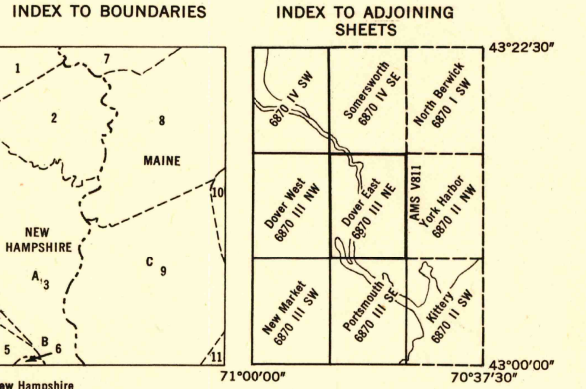 INDEX TO BOUNDARIES
1
7
2
8
MAINE
10
NEW
HAMPSHIRE
A,3
C 9
5
B
6
11
ew Hampshire
INDEX TO ADJOINING
SHEETS
43°22'30"
6870 IV SW
Somersworth
6870 IV SE
North Berwick
6870 I SW
Dover West
6870 III NW
Dover East
6870 III NE
AMS V811
York Harbor
6870 II NW
New Market
6870 III SW
Portsmouth
6870 III SE
Kittery
6870 II SW
43°00'00"
71°00'00"
70°37'30"